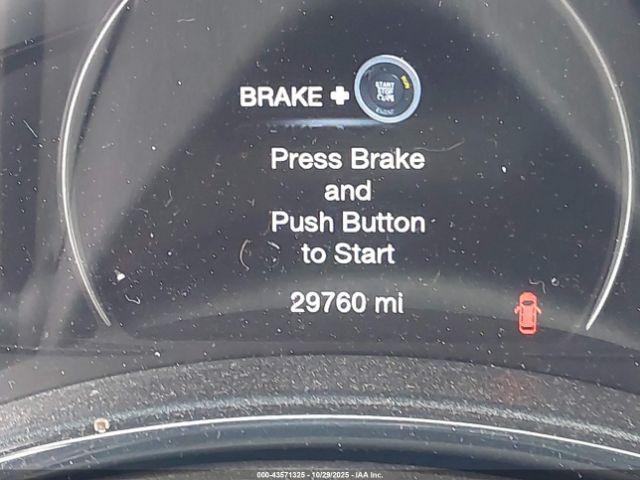 BRAKE +
START
STOP
Press Brake
and
Push Button
to Start
29760 mi
000-43571325 - 10/29/2025 - IAA Inc.